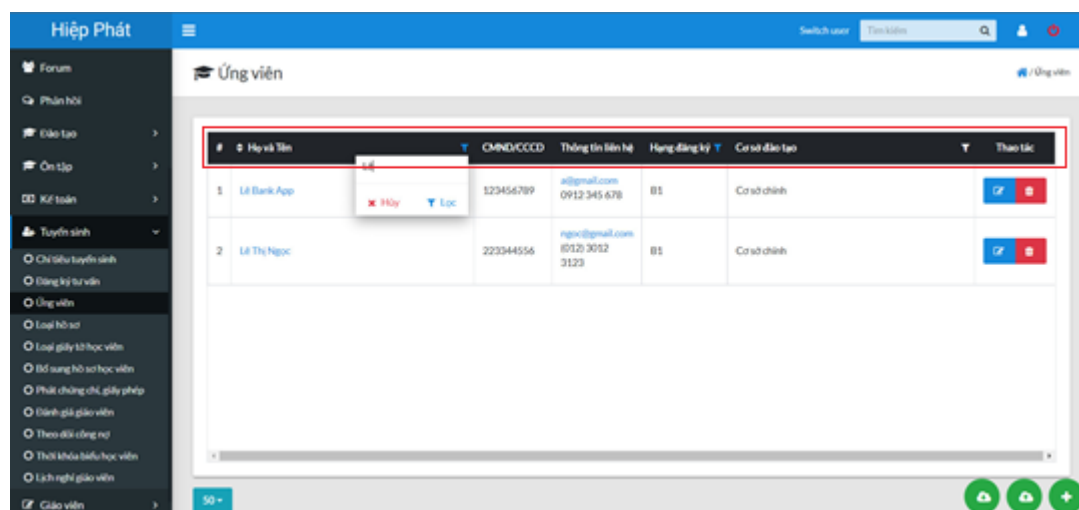 Hiệp Phát
Switch user
Tìm kiếm
Forum
Phản hồi
Đào tạo
Ôn tập
Kế toán
Tuyển sinh
Chỉ tiêu tuyển sinh
Đăng ký tư vấn
Ứng viên
Loại hồ sơ
Loại giấy tờ học viên
Bổ sung hồ sơ học viên
Phát chứng chỉ, giấy phép
Đánh giá giáo viên
Theo dõi công nợ
Thời khóa biểu học viên
Lịch nghỉ giáo viên
Giáo viên
Ứng viên
/ Ứng viên
# Họ và Tên CMND/CCCD Thông tin liên hệ Hạng đăng ký Cơ sở đào tạo Thao tác
Lê
Hủy Lọc
1 Lê Bank App 123456789 a@gmail.com B1 Cơ sở chính
0912 345 678
2 Lê Thị Ngọc 223344556 ngoc@gmail.com B1 Cơ sở chính
(012) 3012
3123
50